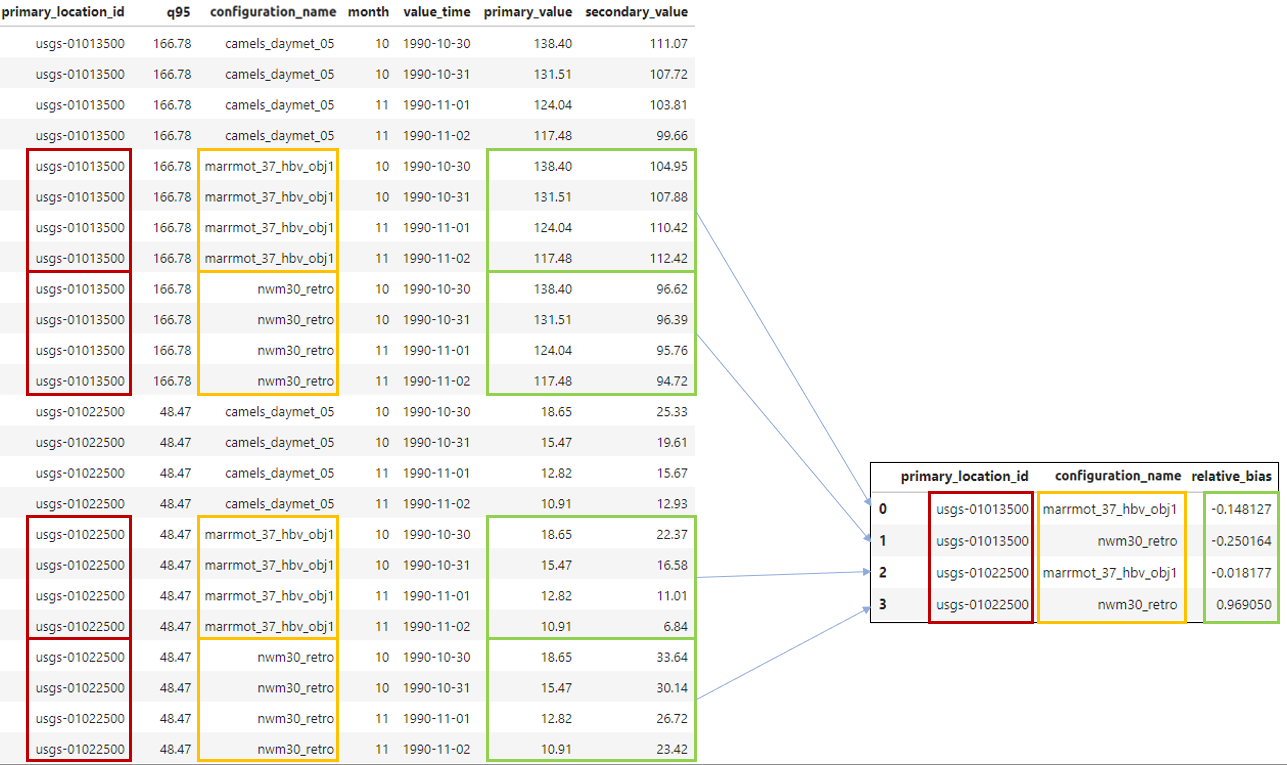 primary_location_id q95 configuration_name month value_time primary_value secondary_value
usgs-01013500 166.78 camels_daymet_05 10 1990-10-30 138.40 111.07
usgs-01013500 166.78 camels_daymet_05 10 1990-10-31 131.51 107.72
usgs-01013500 166.78 camels_daymet_05 11 1990-11-01 124.04 103.81
usgs-01013500 166.78 camels_daymet_05 11 1990-11-02 117.48 99.66
usgs-01013500 166.78 marrmot_37_hbv_obj1 10 1990-10-30 138.40 104.95
usgs-01013500 166.78 marrmot_37_hbv_obj1 10 1990-10-31 131.51 107.88
usgs-01013500 166.78 marrmot_37_hbv_obj1 11 1990-11-01 124.04 110.42
usgs-01013500 166.78 marrmot_37_hbv_obj1 11 1990-11-02 117.48 112.42
usgs-01013500 166.78 nwm30_retro 10 1990-10-30 138.40 96.62
usgs-01013500 166.78 nwm30_retro 10 1990-10-31 131.51 96.39
usgs-01013500 166.78 nwm30_retro 11 1990-11-01 124.04 95.76
usgs-01013500 166.78 nwm30_retro 11 1990-11-02 117.48 94.72
usgs-01022500 48.47 camels_daymet_05 10 1990-10-30 18.65 25.33
usgs-01022500 48.47 camels_daymet_05 10 1990-10-31 15.47 19.61
usgs-01022500 48.47 camels_daymet_05 11 1990-11-01 12.82 15.67
usgs-01022500 48.47 camels_daymet_05 11 1990-11-02 10.91 12.93
usgs-01022500 48.47 marrmot_37_hbv_obj1 10 1990-10-30 18.65 22.37
usgs-01022500 48.47 marrmot_37_hbv_obj1 10 1990-10-31 15.47 16.58
usgs-01022500 48.47 marrmot_37_hbv_obj1 11 1990-11-01 12.82 11.01
usgs-01022500 48.47 marrmot_37_hbv_obj1 11 1990-11-02 10.91 6.84
usgs-01022500 48.47 nwm30_retro 10 1990-10-30 18.65 33.64
usgs-01022500 48.47 nwm30_retro 10 1990-10-31 15.47 30.14
usgs-01022500 48.47 nwm30_retro 11 1990-11-01 12.82 26.72
usgs-01022500 48.47 nwm30_retro 11 1990-11-02 10.91 23.42
primary_location_id configuration_name relative_bias
0 usgs-01013500 marrmot_37_hbv_obj1 -0.148127
1 usgs-01013500 nwm30_retro -0.250164
2 usgs-01022500 marrmot_37_hbv_obj1 -0.018177
3 usgs-01022500 nwm30_retro 0.969050